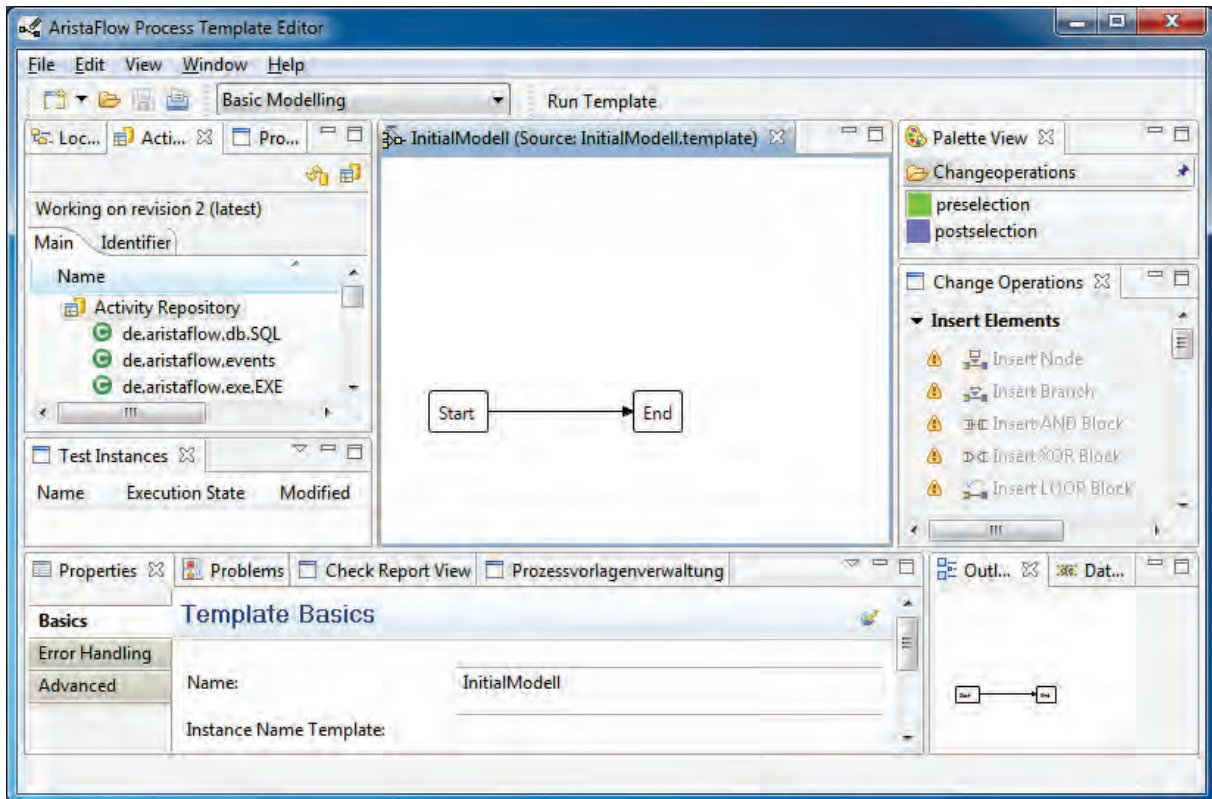 AristaFlow Process Template Editor
File Edit View Window Help
Basic Modelling Run Template
Loc... Acti... Pro...
Working on revision 2 (latest)
Main Identifier
Name
Activity Repository
de.aristaflow.db.SQL
de.aristaflow.events
de.aristaflow.exe.EXE
Test Instances
Name Execution State Modified
InitialModell (Source: InitialModell.template)
Start End
Palette View
Changeoperations
preselection
postselection
Change Operations
Insert Elements
Insert Node
Insert Branch
Insert AND Block
Insert XOR Block
Insert LOOP Block
Properties Problems Check Report View Prozessvorlagenverwaltung
Basics
Error Handling
Advanced
Template Basics
Name: InitialModell
Instance Name Template:
Outl... Dat...
Start End